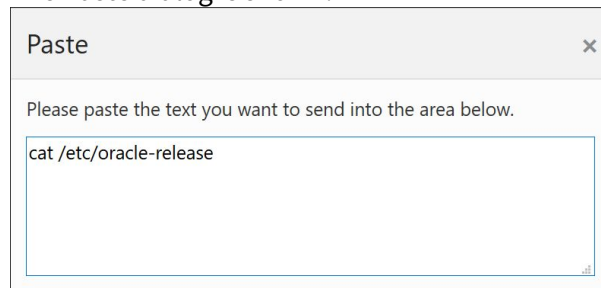 Paste
×
Please paste the text you want to send into the area below.
cat /etc/oracle-release